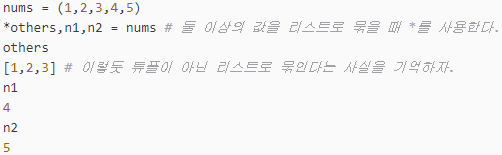 nums = (1,2,3,4,5)
*others,n1,n2 = nums # 둘 이상의 값을 리스트로 묶을 때 *를 사용한다.
others
[1,2,3] # 이렇듯 튜플이 아닌 리스트로 묶인다는 사실을 기억하자.
n1
4
n2
5